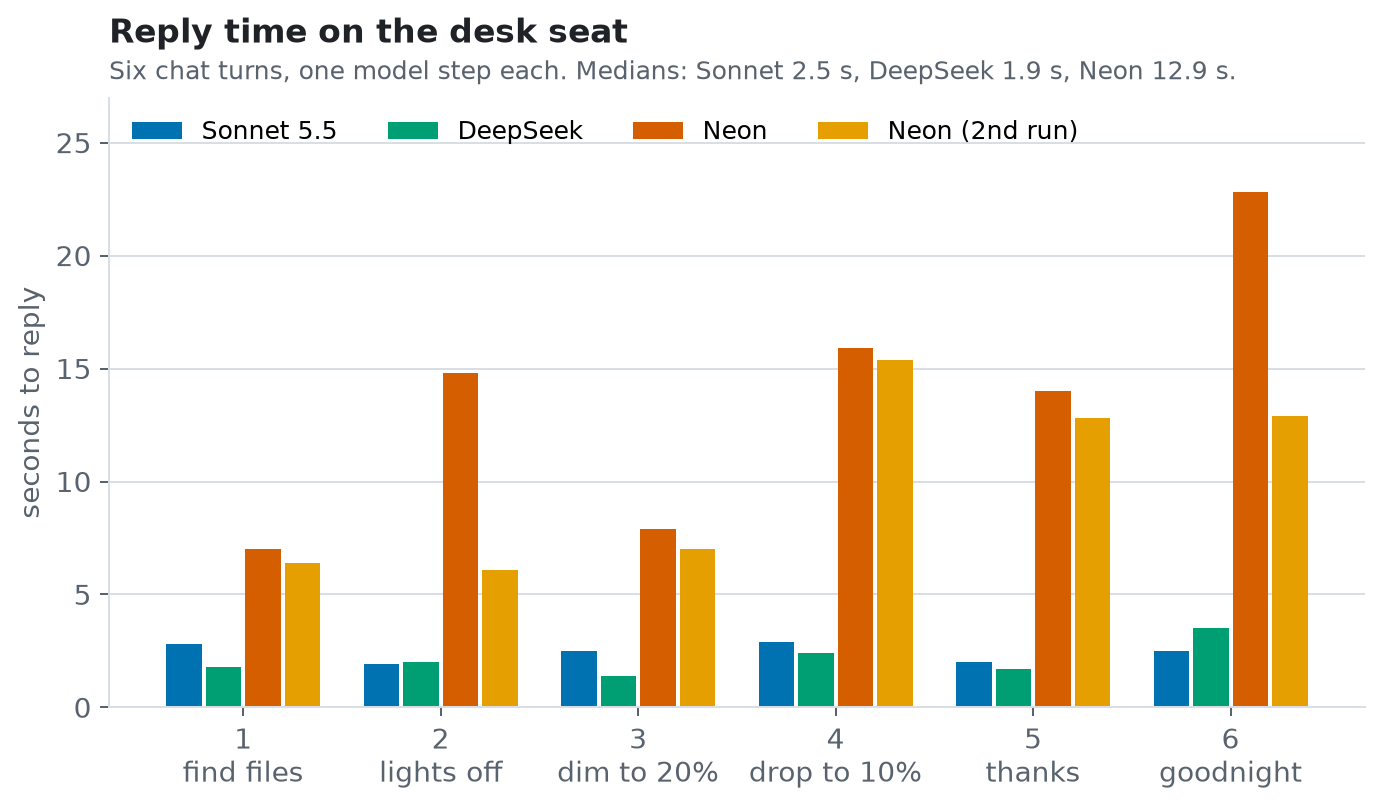 Reply time on the desk seat
Six chat turns, one model step each. Medians: Sonnet 2.5 s, DeepSeek 1.9 s, Neon 12.9 s.
Sonnet 5.5 DeepSeek Neon Neon (2nd run)
seconds to reply
25
20
15
10
5
0
1 2 3 4 5 6
find files lights off dim to 20% drop to 10% thanks goodnight